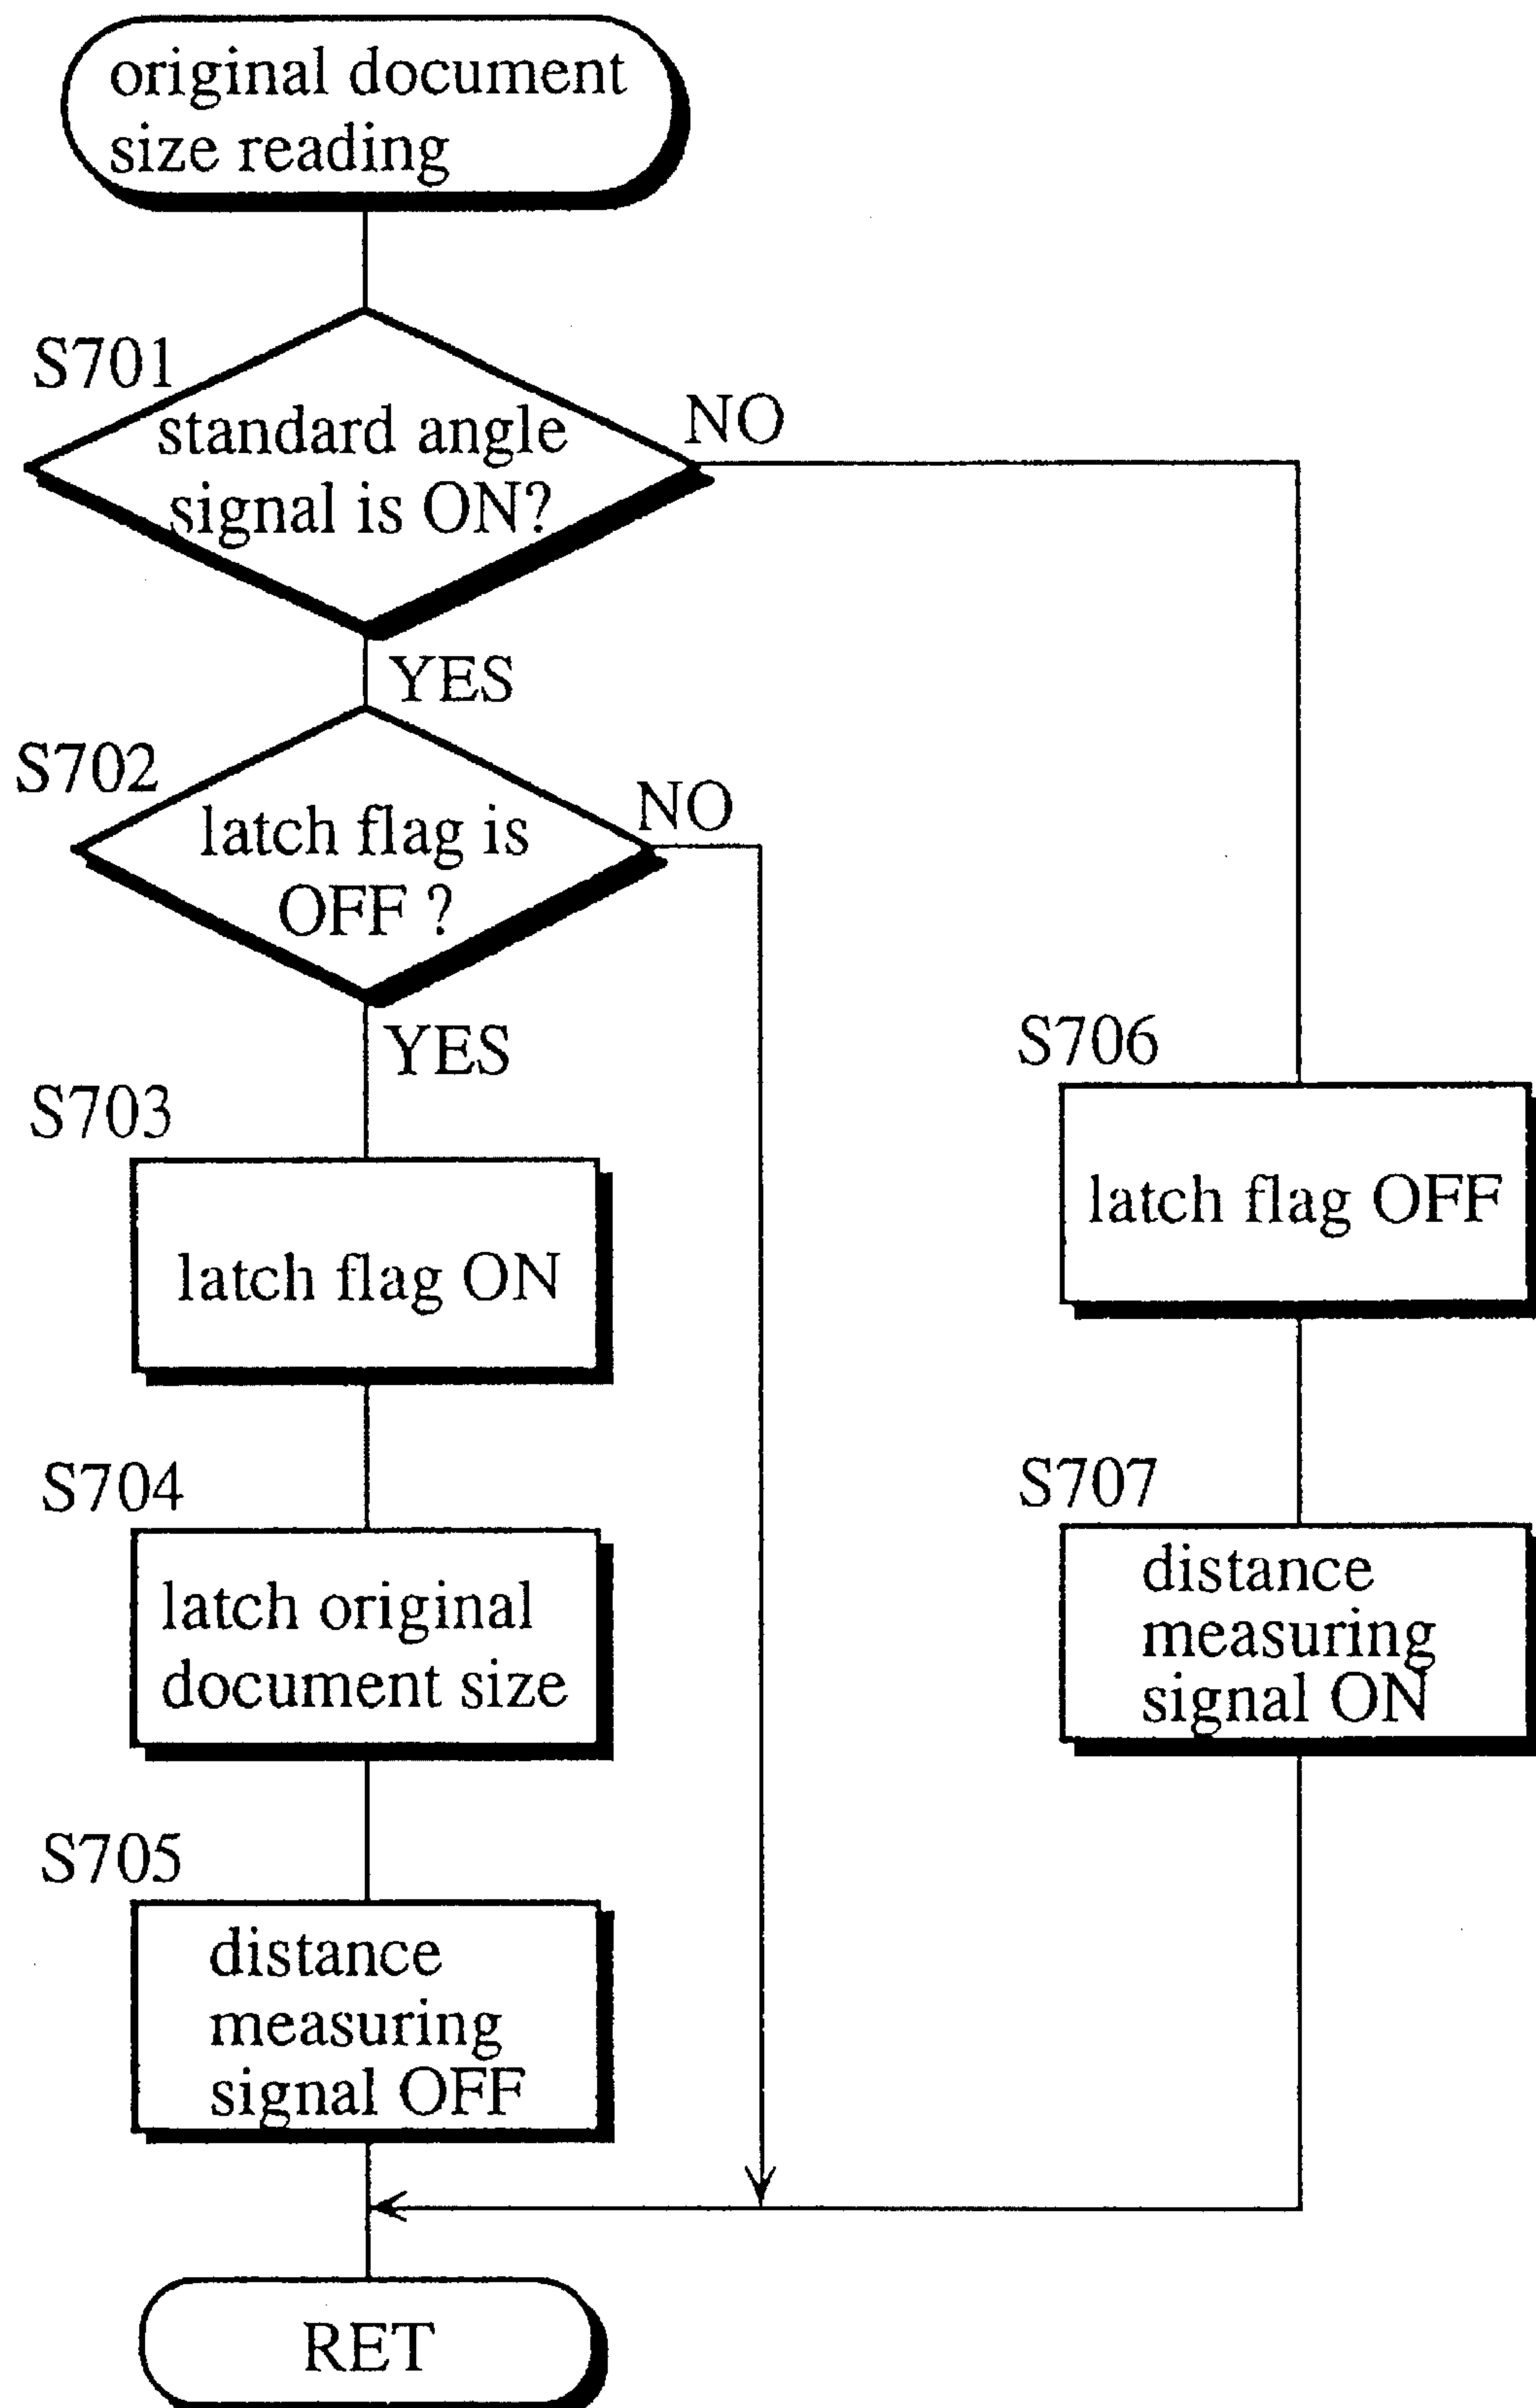 original document
size reading
S701
standard angle
signal is ON?
NO
YES
S702
latch flag is
OFF ?
NO
YES
S703
latch flag ON
S704
latch original
document size
S705
distance
measuring
signal OFF
S706
latch flag OFF
S707
distance
measuring
signal ON
RET